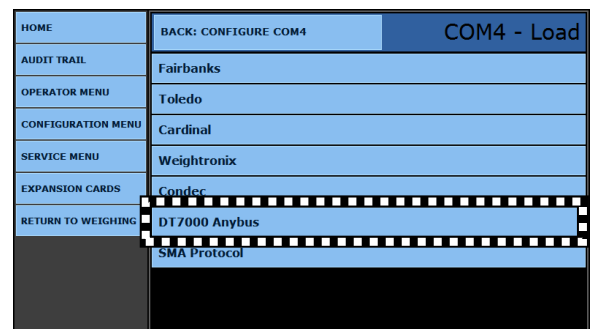 HOME
AUDIT TRAIL
OPERATOR MENU
CONFIGURATION MENU
SERVICE MENU
EXPANSION CARDS
RETURN TO WEIGHING
BACK: CONFIGURE COM4
COM4 - Load
Fairbanks
Toledo
Cardinal
Weightronix
Condec
DT7000 Anybus
SMA Protocol